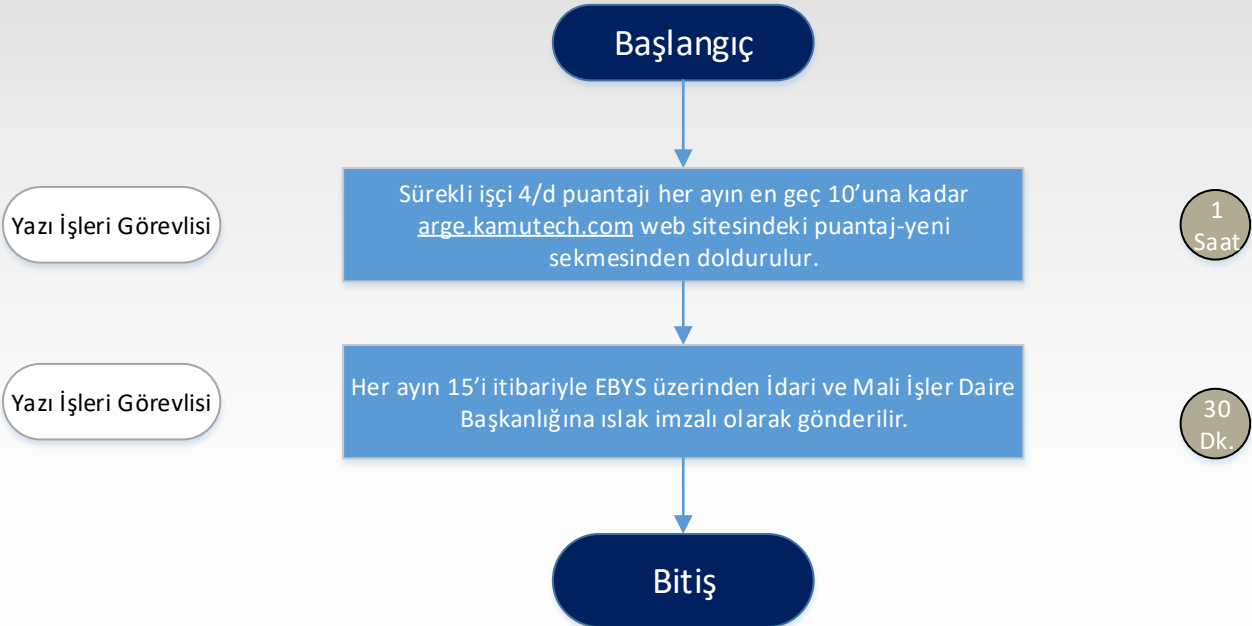 Başlangıç
Yazı İşleri Görevlisi
Sürekli işçi 4/d puantajı her ayın en geç 10’una kadar
arge.kamutech.com web sitesindeki puantaj-yeni
sekmesinden doldurulur.
1
Saat
Yazı İşleri Görevlisi
Her ayın 15’i itibariyle EBYS üzerinden İdari ve Mali İşler Daire
Başkanlığına ıslak imzalı olarak gönderilir.
30
Dk.
Bitiş